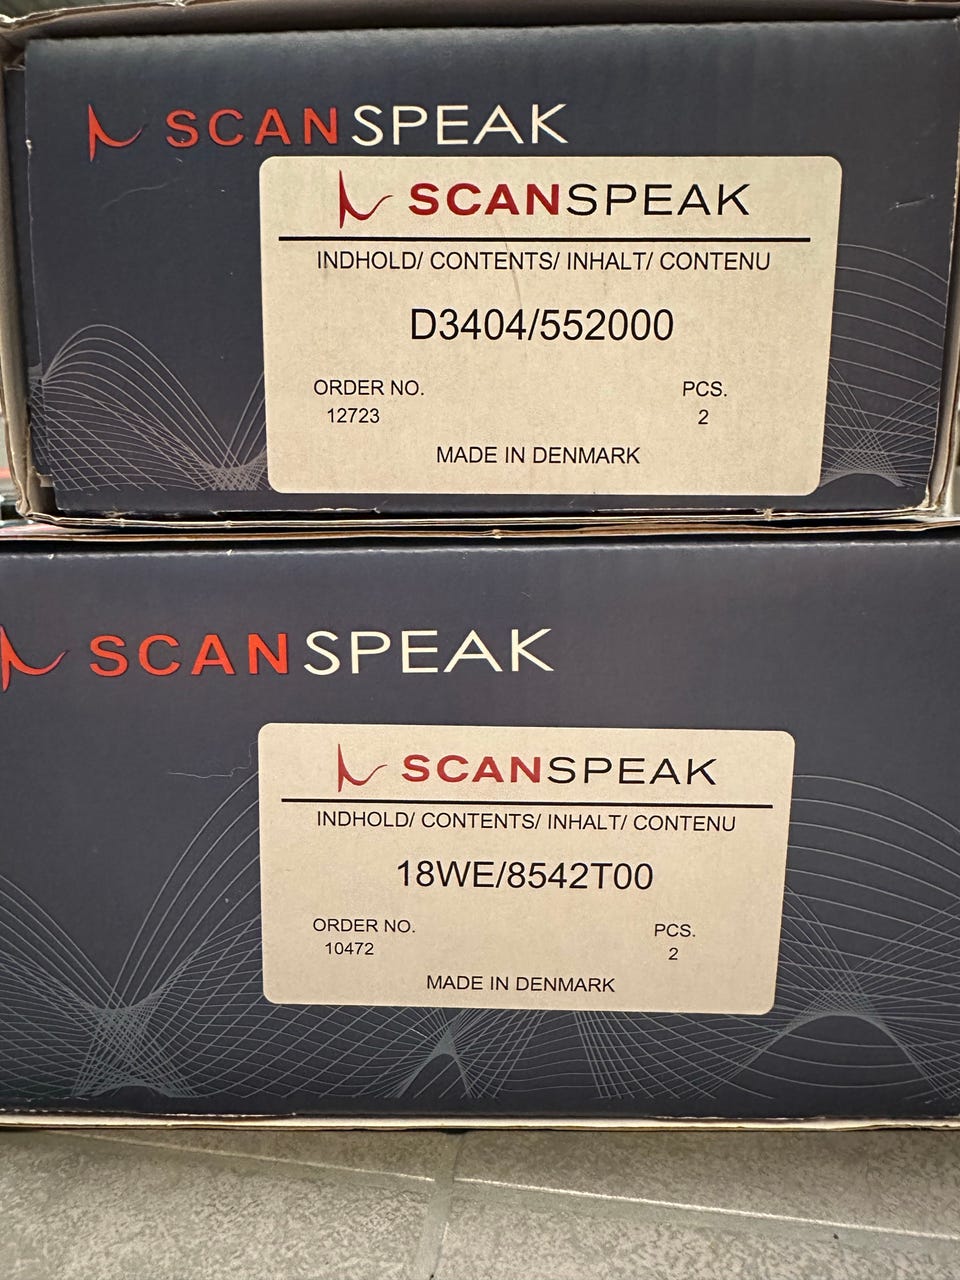 SCANSPEAK
SCANSPEAK
INDHOLD/ CONTENTS/ INHALT/ CONTENU
D3404/552000
ORDER NO. PCS.
12723 2
MADE IN DENMARK
SCANSPEAK
SCANSPEAK
INDHOLD/ CONTENTS/ INHALT/ CONTENU
18WE/8542T00
ORDER NO. PCS.
10472 2
MADE IN DENMARK